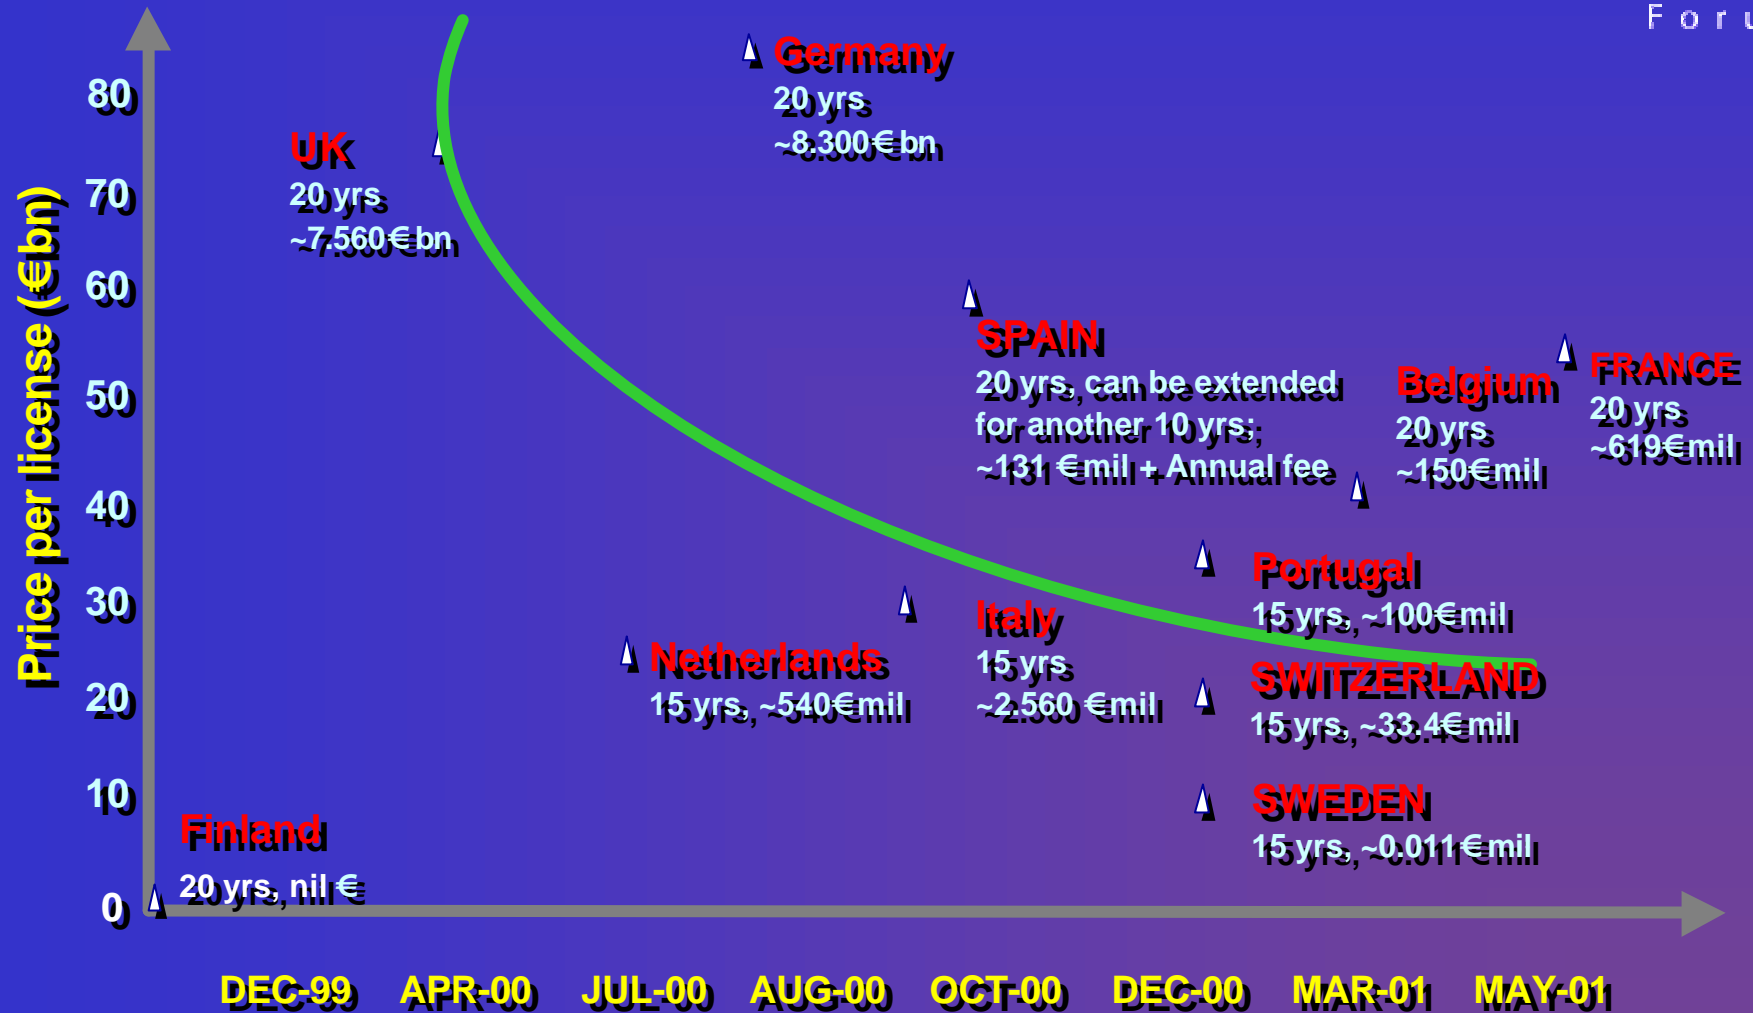 Foru
Price per license (€bn)
80
70
60
50
40
30
20
10
0
UK
20 yrs
~7.560€bn
Germany
20 yrs
~8.300€bn
SPAIN
20 yrs, can be extended
for another 10 yrs;
~131 €mil + Annual fee
Belgium
20 yrs
~150€mil
FRANCE
20 yrs
~619€mil
Portugal
15 yrs, ~100€mil
Italy
15 yrs
~2.560 €mil
Netherlands
15 yrs, ~540€mil
SWITZERLAND
15 yrs, ~33.4€mil
SWEDEN
15 yrs, ~0.011€mil
Finland
20 yrs, nil €
DEC-99 APR-00 JUL-00 AUG-00 OCT-00 DEC-00 MAR-01 MAY-01